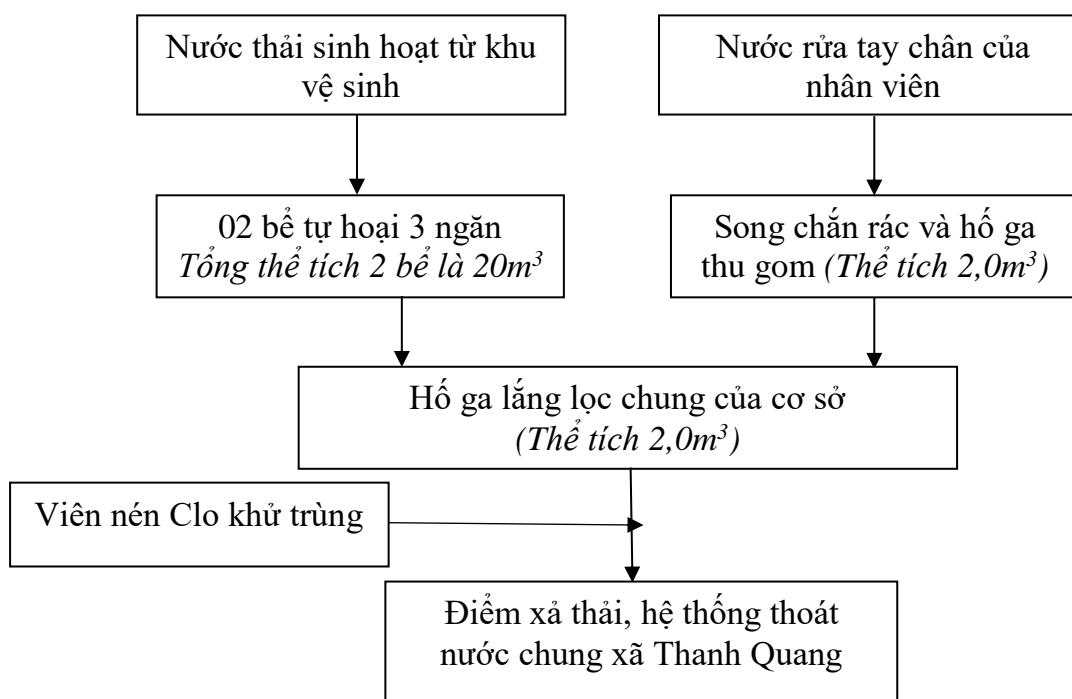 Nước thải sinh hoạt từ khu
vệ sinh
Nước rửa tay chân của
nhân viên
02 bể tự hoại 3 ngăn
Tổng thể tích 2 bể là 20m³
Song chắn rác và hố ga
thu gom (Thể tích 2,0m³)
Hố ga lắng lọc chung của cơ sở
(Thể tích 2,0m³)
Viên nén Clo khử trùng
Điểm xả thải, hệ thống thoát
nước chung xã Thanh Quang